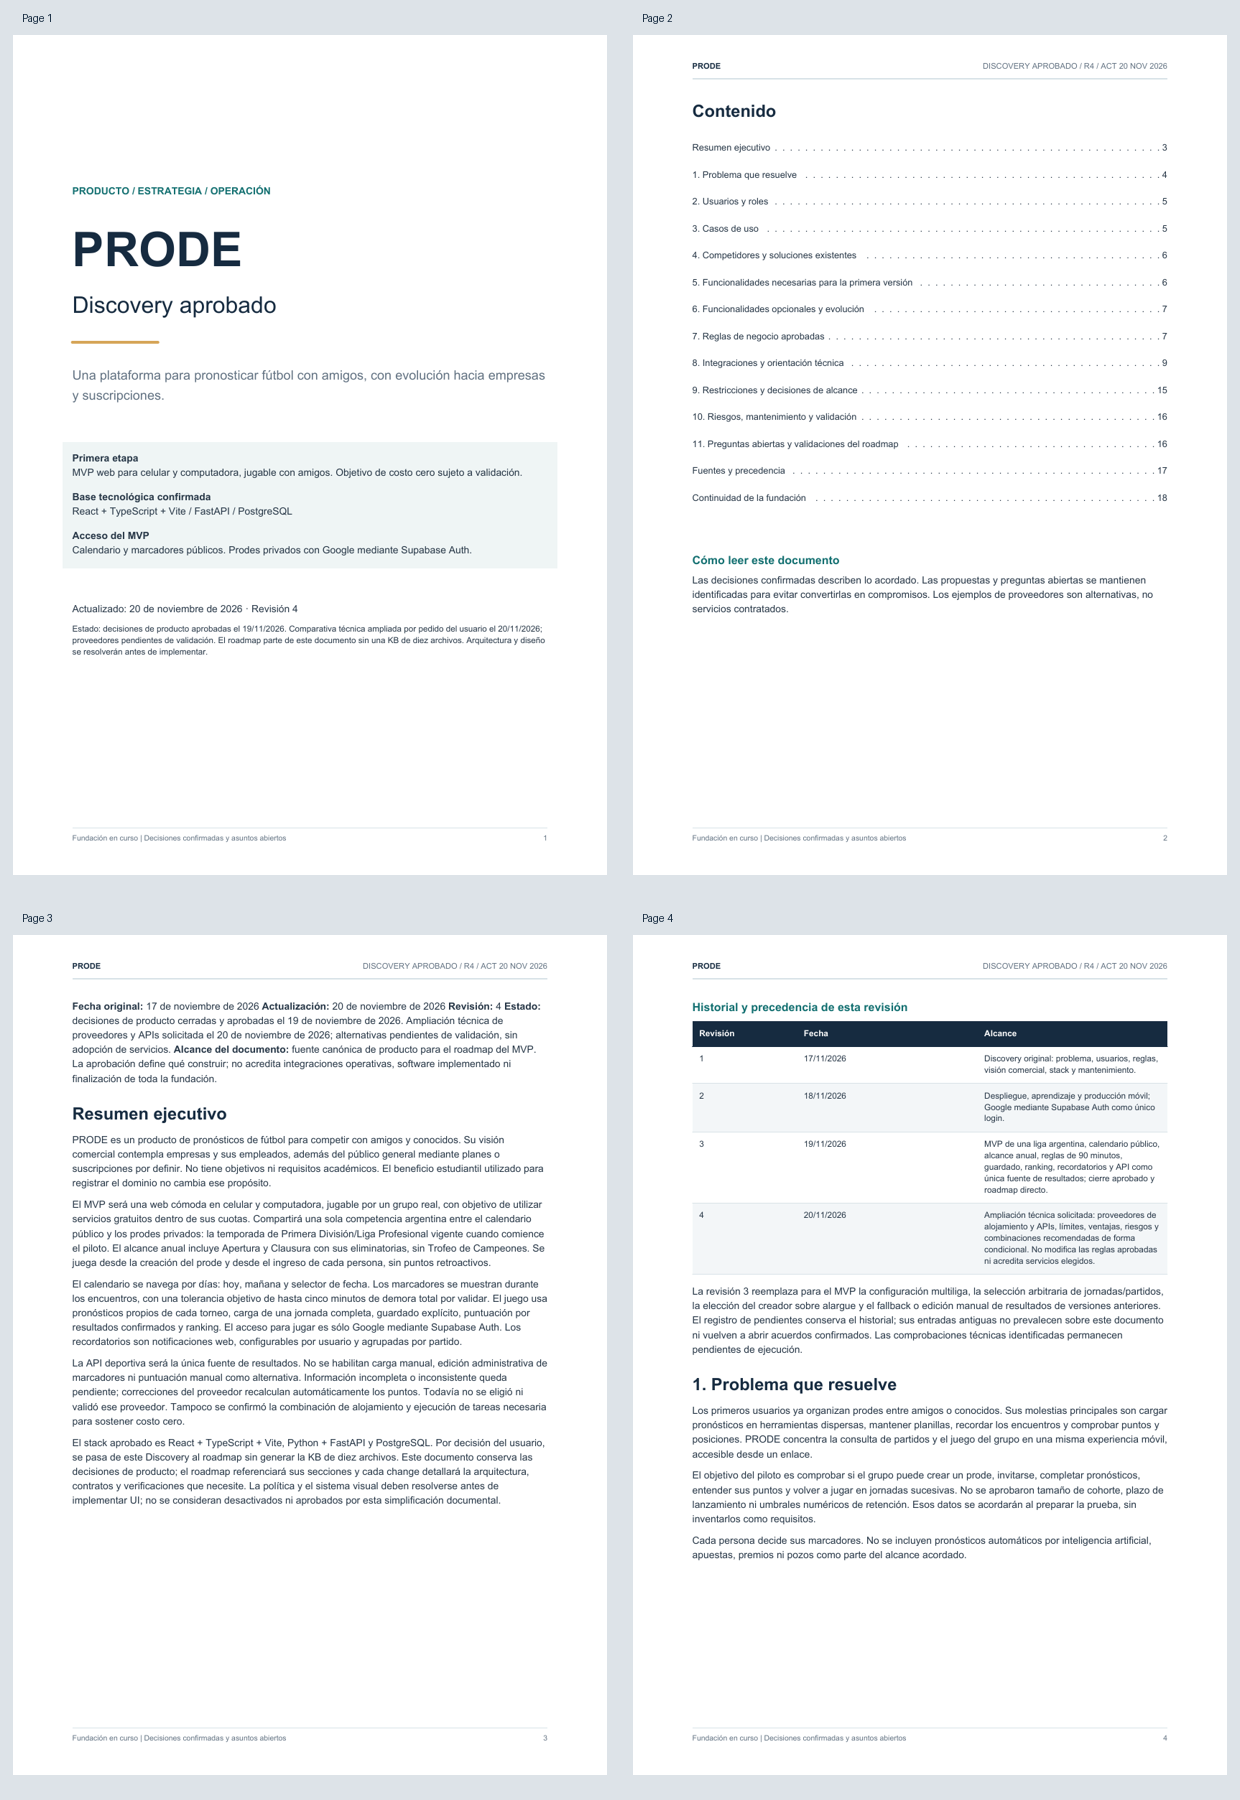 Page 1
PRODUCTO / ESTRATEGIA / OPERACIÓN
PRODE
Discovery aprobado
Una plataforma para pronosticar fútbol con amigos, con evolución hacia empresas
y suscripciones.
Primera etapa
MVP web para celular y computadora, jugable con amigos. Objetivo de costo cero sujeto a validación.
Base tecnológica confirmada
React + TypeScript + Vite / FastAPI / PostgreSQL
Acceso del MVP
Calendario y marcadores públicos. Prodes privados con Google mediante Supabase Auth.
Actualizado: 20 de noviembre de 2026 · Revisión 4
Estado: decisiones de producto aprobadas el 19/11/2026. Comparativa técnica ampliada por pedido del usuario el 20/11/2026;
proveedores pendientes de validación. El roadmap parte de este documento sin una KB de diez archivos. Arquitectura y diseño
se resolverán antes de implementar.
Fundación en curso | Decisiones confirmadas y asuntos abiertos 1
Page 2
PRODE DISCOVERY APROBADO / R4 / ACT 20 NOV 2026
Contenido
Resumen ejecutivo . . . . . . . . . . . . . . . . . . . . 3
1. Problema que resuelve . . . . . . . . . . . . . . . . . . . . 4
2. Usuarios y roles . . . . . . . . . . . . . . . . . . . . 5
3. Casos de uso . . . . . . . . . . . . . . . . . . . . 5
4. Competidores y soluciones existentes . . . . . . . . . . . . . . . . . . . . 6
5. Funcionalidades necesarias para la primera versión . . . . . . . . . . . . . . . . . . . . 6
6. Funcionalidades opcionales y evolución . . . . . . . . . . . . . . . . . . . . 7
7. Reglas de negocio aprobadas . . . . . . . . . . . . . . . . . . . . 7
8. Integraciones y orientación técnica . . . . . . . . . . . . . . . . . . . . 9
9. Restricciones y decisiones de alcance . . . . . . . . . . . . . . . . . . . . 15
10. Riesgos, mantenimiento y validación . . . . . . . . . . . . . . . . . . . . 16
11. Preguntas abiertas y validaciones del roadmap . . . . . . . . . . . . . . . . . . . . 16
Fuentes y precedencia . . . . . . . . . . . . . . . . . . . . 17
Continuidad de la fundación . . . . . . . . . . . . . . . . . . . . 18
Cómo leer este documento
Las decisiones confirmadas describen lo acordado. Las propuestas y preguntas abiertas se mantienen
identificadas para evitar convertirlas en compromisos. Los ejemplos de proveedores son alternativas, no
servicios contratados.
Fundación en curso | Decisiones confirmadas y asuntos abiertos 2
Page 3
PRODE DISCOVERY APROBADO / R4 / ACT 20 NOV 2026
Fecha original: 17 de noviembre de 2026 Actualización: 20 de noviembre de 2026 Revisión: 4 Estado:
decisiones de producto cerradas y aprobadas el 19 de noviembre de 2026. Ampliación técnica de
proveedores y APIs solicitada el 20 de noviembre de 2026; alternativas pendientes de validación, sin
adopción de servicios. Alcance del documento: fuente canónica de producto para el roadmap del MVP.
La aprobación define qué construir; no acredita integraciones operativas, software implementado ni
finalización de toda la fundación.
Resumen ejecutivo
PRODE es un producto de pronósticos de fútbol para competir con amigos y conocidos. Su visión
comercial contempla empresas y sus empleados, además del público general mediante planes o
suscripciones por definir. No tiene objetivos ni requisitos académicos. El beneficio estudiantil utilizado para
registrar el dominio no cambia ese propósito.
El MVP será una web cómoda en celular y computadora, jugable por un grupo real, con objetivo de utilizar
servicios gratuitos dentro de sus cuotas. Compartirá una sola competencia argentina entre el calendario
público y los prodes privados: la temporada de Primera División/Liga Profesional vigente cuando comience
el piloto. El alcance anual incluye Apertura y Clausura con sus eliminatorias, sin Trofeo de Campeones. Se
juega desde la creación del prode y desde el ingreso de cada persona, sin puntos retroactivos.
El calendario se navega por días: hoy, mañana y selector de fecha. Los marcadores se muestran durante
los encuentros, con una tolerancia objetivo de hasta cinco minutos de demora total por validar. El juego usa
pronósticos propios de cada torneo, carga de una jornada completa, guardado explícito, puntuación por
resultados confirmados y ranking. El acceso para jugar es sólo Google mediante Supabase Auth. Los
recordatorios son notificaciones web, configurables por usuario y agrupadas por partido.
La API deportiva será la única fuente de resultados. No se habilitan carga manual, edición administrativa de
marcadores ni puntuación manual como alternativa. Información incompleta o inconsistente queda
pendiente; correcciones del proveedor recalculan automáticamente los puntos. Todavía no se eligió ni
validó ese proveedor. Tampoco se confirmó la combinación de alojamiento y ejecución de tareas necesaria
para sostener costo cero.
El stack aprobado es React + TypeScript + Vite, Python + FastAPI y PostgreSQL. Por decisión del usuario,
se pasa de este Discovery al roadmap sin generar la KB de diez archivos. Este documento conserva las
decisiones de producto; el roadmap referenciará sus secciones y cada change detallará la arquitectura,
contratos y verificaciones que necesite. La política y el sistema visual deben resolverse antes de
implementar UI; no se consideran desactivados ni aprobados por esta simplificación documental.
Fundación en curso | Decisiones confirmadas y asuntos abiertos 3
Page 4
PRODE DISCOVERY APROBADO / R4 / ACT 20 NOV 2026
Historial y precedencia de esta revisión
Revisión Fecha Alcance
1 17/11/2026 Discovery original: problema, usuarios, reglas,
visión comercial, stack y mantenimiento.
2 18/11/2026 Despliegue, aprendizaje y producción móvil;
Google mediante Supabase Auth como único
login.
3 19/11/2026 MVP de una liga argentina, calendario público,
alcance anual, reglas de 90 minutos,
guardado, ranking, recordatorios y API como
única fuente de resultados; cierre aprobado y
roadmap directo.
4 20/11/2026 Ampliación técnica solicitada: proveedores de
alojamiento y APIs, límites, ventajas, riesgos y
combinaciones recomendadas de forma
condicional. No modifica las reglas aprobadas
ni acredita servicios elegidos.
La revisión 3 reemplaza para el MVP la configuración multiliga, la selección arbitraria de jornadas/partidos,
la elección del creador sobre alargue y el fallback o edición manual de resultados de versiones anteriores.
El registro de pendientes conserva el historial; sus entradas antiguas no prevalecen sobre este documento
ni vuelven a abrir acuerdos confirmados. Las comprobaciones técnicas identificadas permanecen
pendientes de ejecución.
1. Problema que resuelve
Los primeros usuarios ya organizan prodes entre amigos o conocidos. Sus molestias principales son cargar
pronósticos en herramientas dispersas, mantener planillas, recordar los encuentros y comprobar puntos y
posiciones. PRODE concentra la consulta de partidos y el juego del grupo en una misma experiencia móvil,
accesible desde un enlace.
El objetivo del piloto es comprobar si el grupo puede crear un prode, invitarse, completar pronósticos,
entender sus puntos y volver a jugar en jornadas sucesivas. No se aprobaron tamaño de cohorte, plazo de
lanzamiento ni umbrales numéricos de retención. Esos datos se acordarán al preparar la prueba, sin
inventarlos como requisitos.
Cada persona decide sus marcadores. No se incluyen pronósticos automáticos por inteligencia artificial,
apuestas, premios ni pozos como parte del alcance acordado.
Fundación en curso | Decisiones confirmadas y asuntos abiertos 4